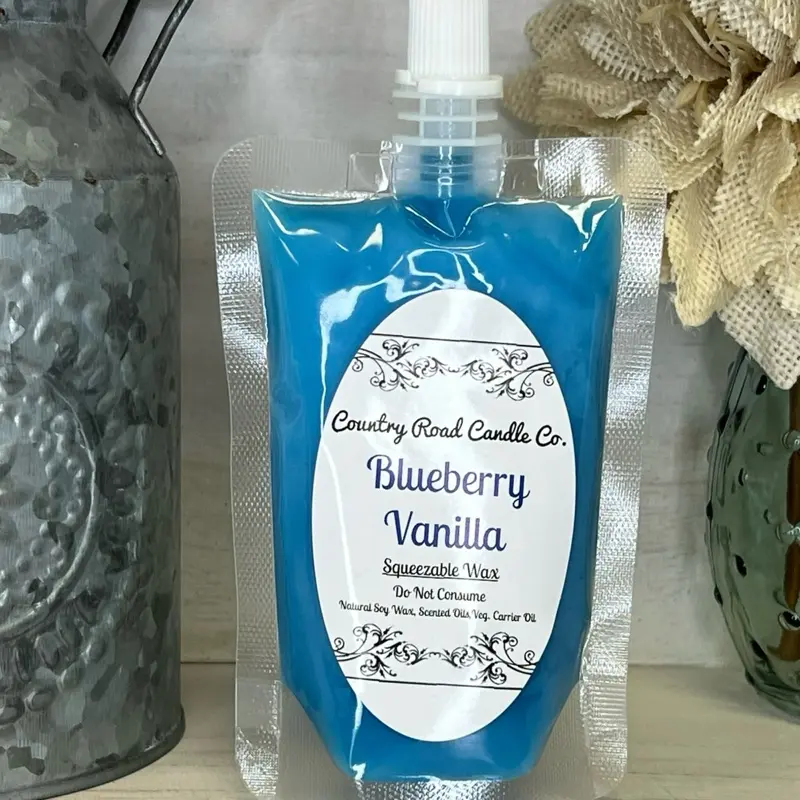 Country Road Candle Co.
Blueberry
Vanilla
Squeezable Wax
Do Not Consume
Natural Soy Wax, Scented Oils Veg. Carrier Oil